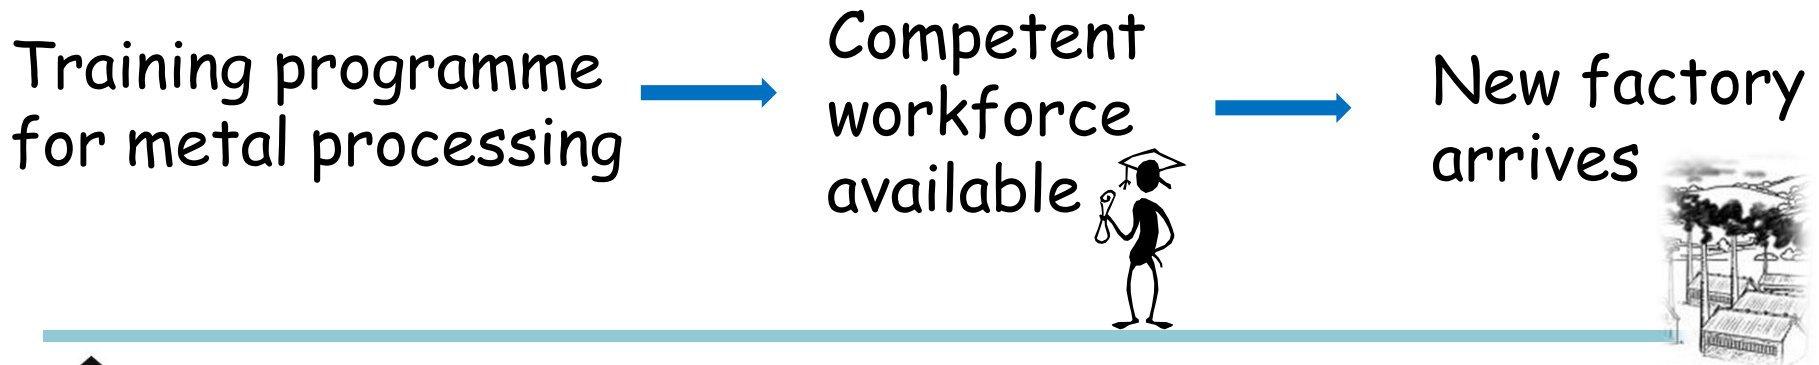 Training programme
for metal processing
Competent
workforce
available
New factory
arrives